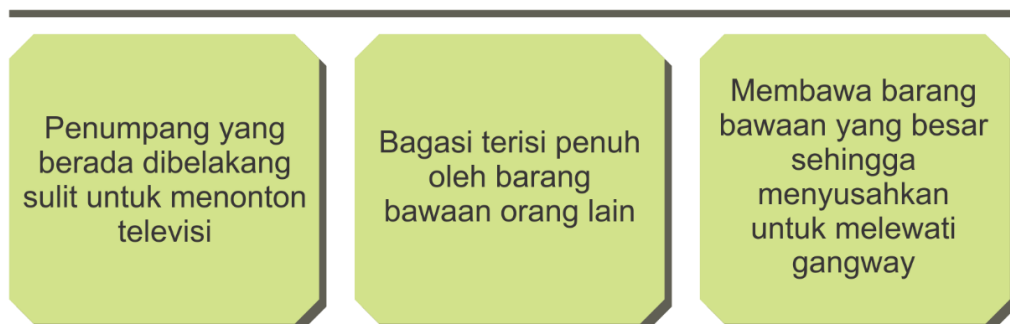 Penumpang yang
berada dibelakang
sulit untuk menonton
televisi
Bagasi terisi penuh
oleh barang
bawaan orang lain
Membawa barang
bawaan yang besar
sehingga
menyusahkan
untuk melewati
gangway